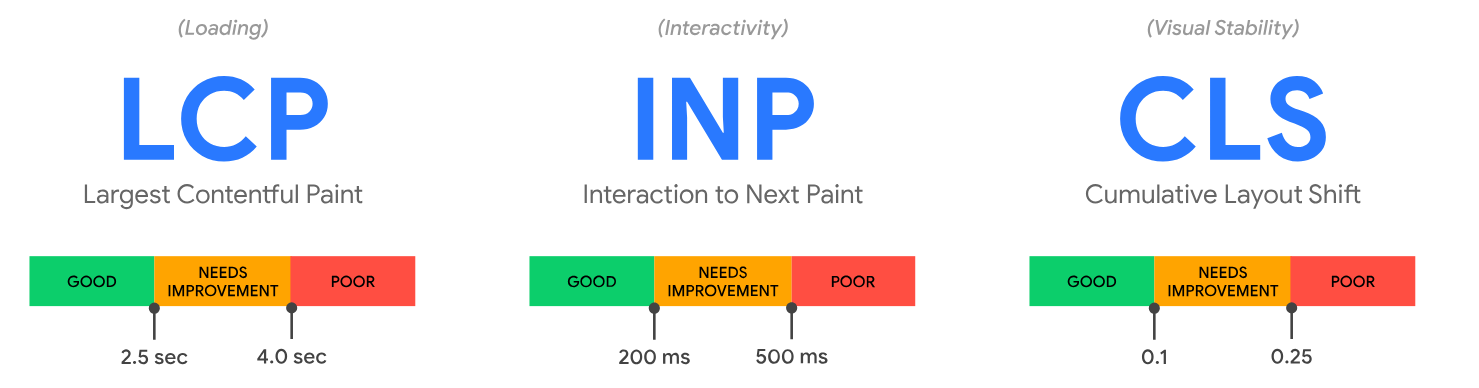 (Loading)
LCP
Largest Contentful Paint
GOOD
NEEDS
IMPROVEMENT
POOR
2.5 sec
4.0 sec
(Interactivity)
INP
Interaction to Next Paint
GOOD
NEEDS
IMPROVEMENT
POOR
200 ms
500 ms
(Visual Stability)
CLS
Cumulative Layout Shift
GOOD
NEEDS
IMPROVEMENT
POOR
0.1
0.25